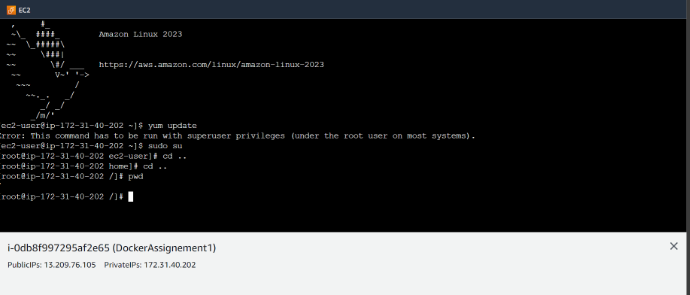 EC2
, #_
~\_ ####_ Amazon Linux 2023
~~ \_#####\
~~ \###|
~~ \#/ ___ https://aws.amazon.com/linux/amazon-linux-2023
~~ V~' '->
~~~ /
~~._. _/
_/ _/
_/m/'
[ec2-user@ip-172-31-40-202 ~]$ yum update
Error: This command has to be run with superuser privileges (under the root user on most systems).
[ec2-user@ip-172-31-40-202 ~]$ sudo su
[root@ip-172-31-40-202 ec2-user]# cd ..
[root@ip-172-31-40-202 home]# cd ..
[root@ip-172-31-40-202 /]# pwd
/
[root@ip-172-31-40-202 /]#
i-0db8f997295af2e65 (DockerAssignement1)
PublicIPs: 13.209.76.105 PrivateIPs: 172.31.40.202